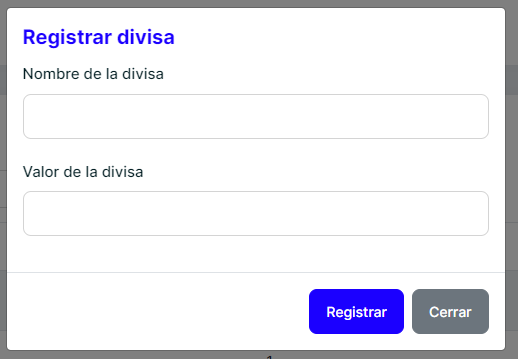 Registrar divisa
Nombre de la divisa
Valor de la divisa
Registrar
Cerrar